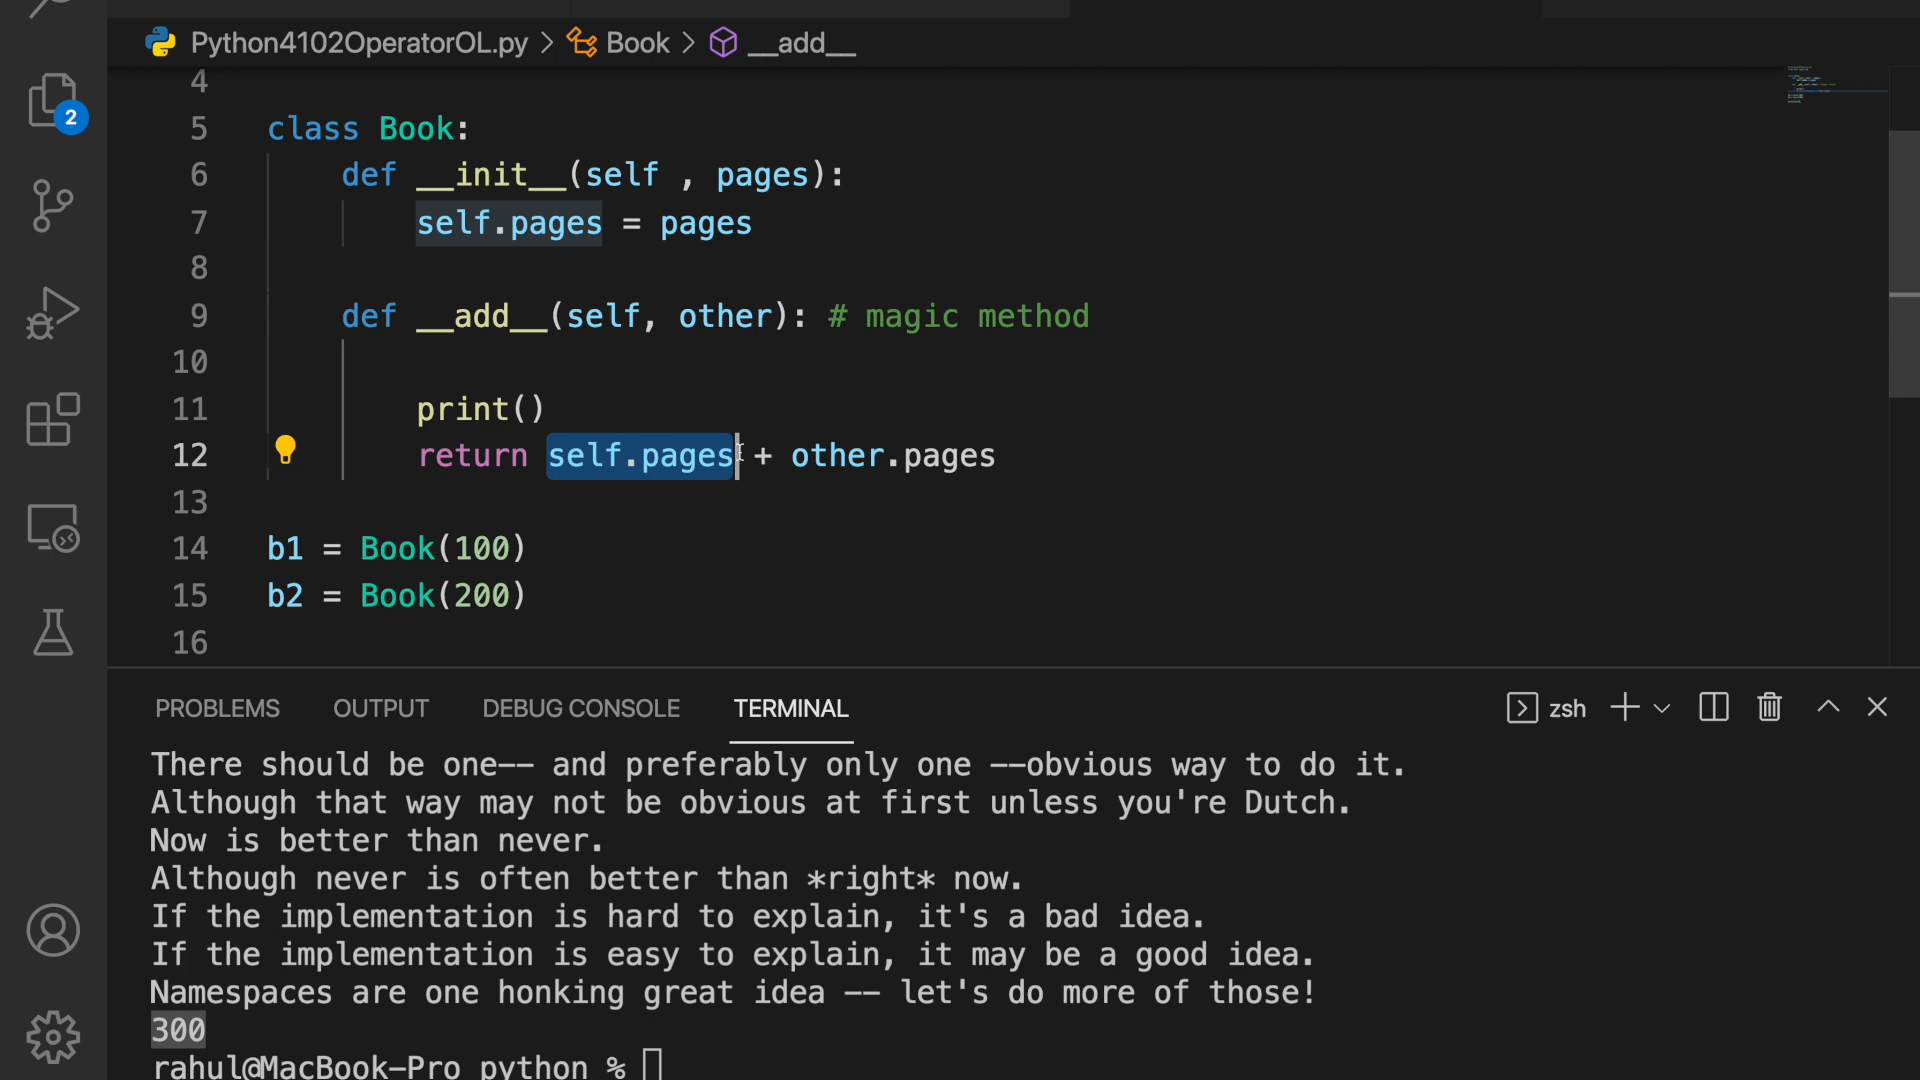 Python4102OperatorOL.py > Book > __add__
4
5 class Book:
6 def __init__(self , pages):
7 self.pages = pages
8
9 def __add__(self, other): # magic method
10
11 print()
12 return self.pages + other.pages
13
14 b1 = Book(100)
15 b2 = Book(200)
16
2
PROBLEMS OUTPUT DEBUG CONSOLE TERMINAL zsh
There should be one-- and preferably only one --obvious way to do it.
Although that way may not be obvious at first unless you're Dutch.
Now is better than never.
Although never is often better than *right* now.
If the implementation is hard to explain, it's a bad idea.
If the implementation is easy to explain, it may be a good idea.
Namespaces are one honking great idea -- let's do more of those!
300
rahul@MacBook-Pro python %